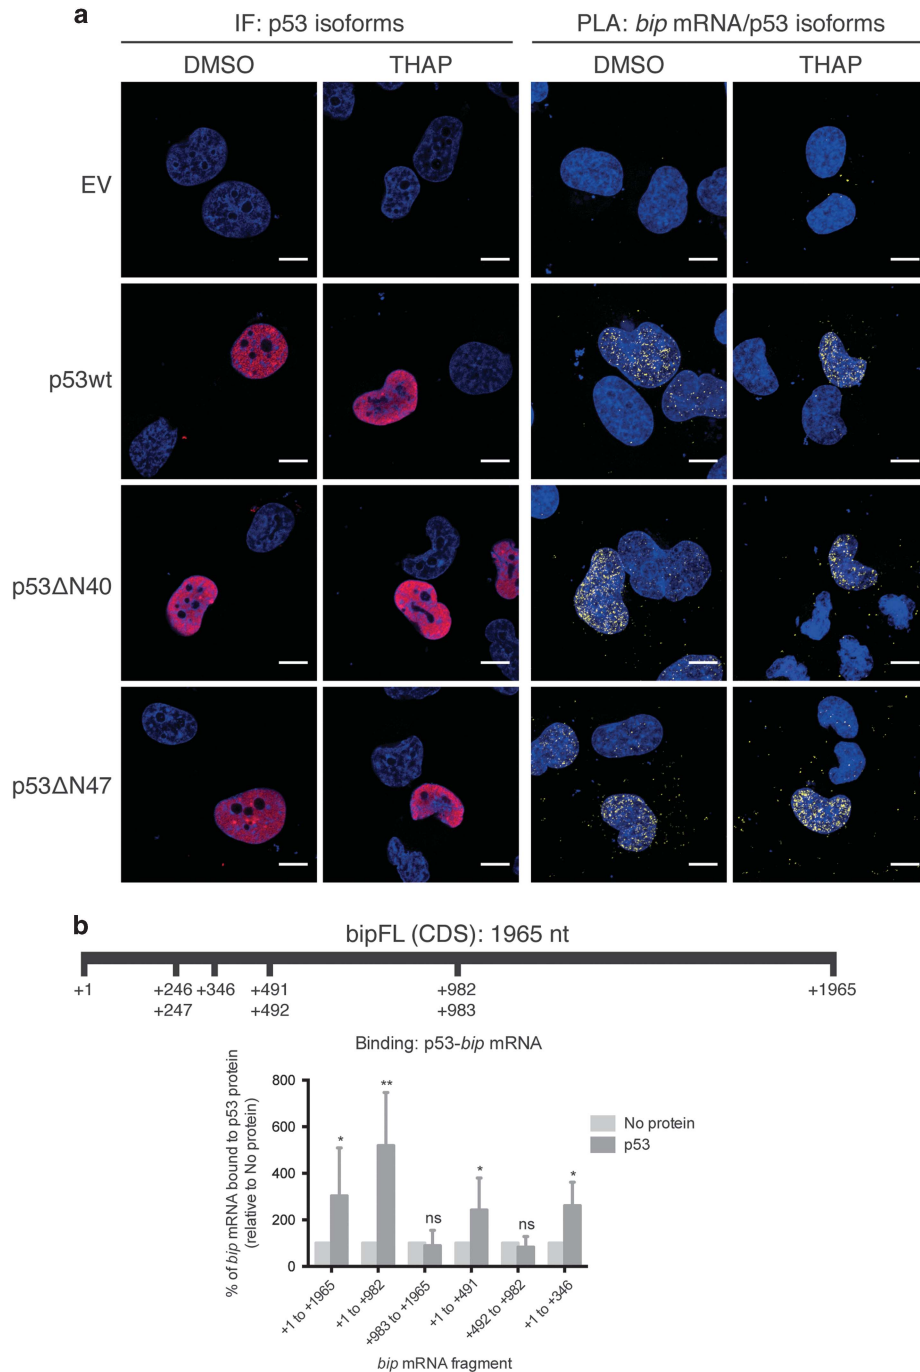 a
IF: p53 isoforms
PLA: bip mRNA/p53 isoforms
DMSO
THAP
DMSO
THAP
EV
p53wt
p53ΔN40
p53ΔN47
b
bipFL (CDS): 1965 nt
+1
+246
+346
+491
+982
+1965
+247
+492
+983
Binding: p53-bip mRNA
% of bip mRNA bound to p53 protein
(relative to No protein)
800
600
400
200
0
*
**
ns
*
ns
*
No protein
p53
+1 to +1965
+1 to +982
+983 to +1965
+1 to +491
+492 to +982
+1 to +346
bip mRNA fragment